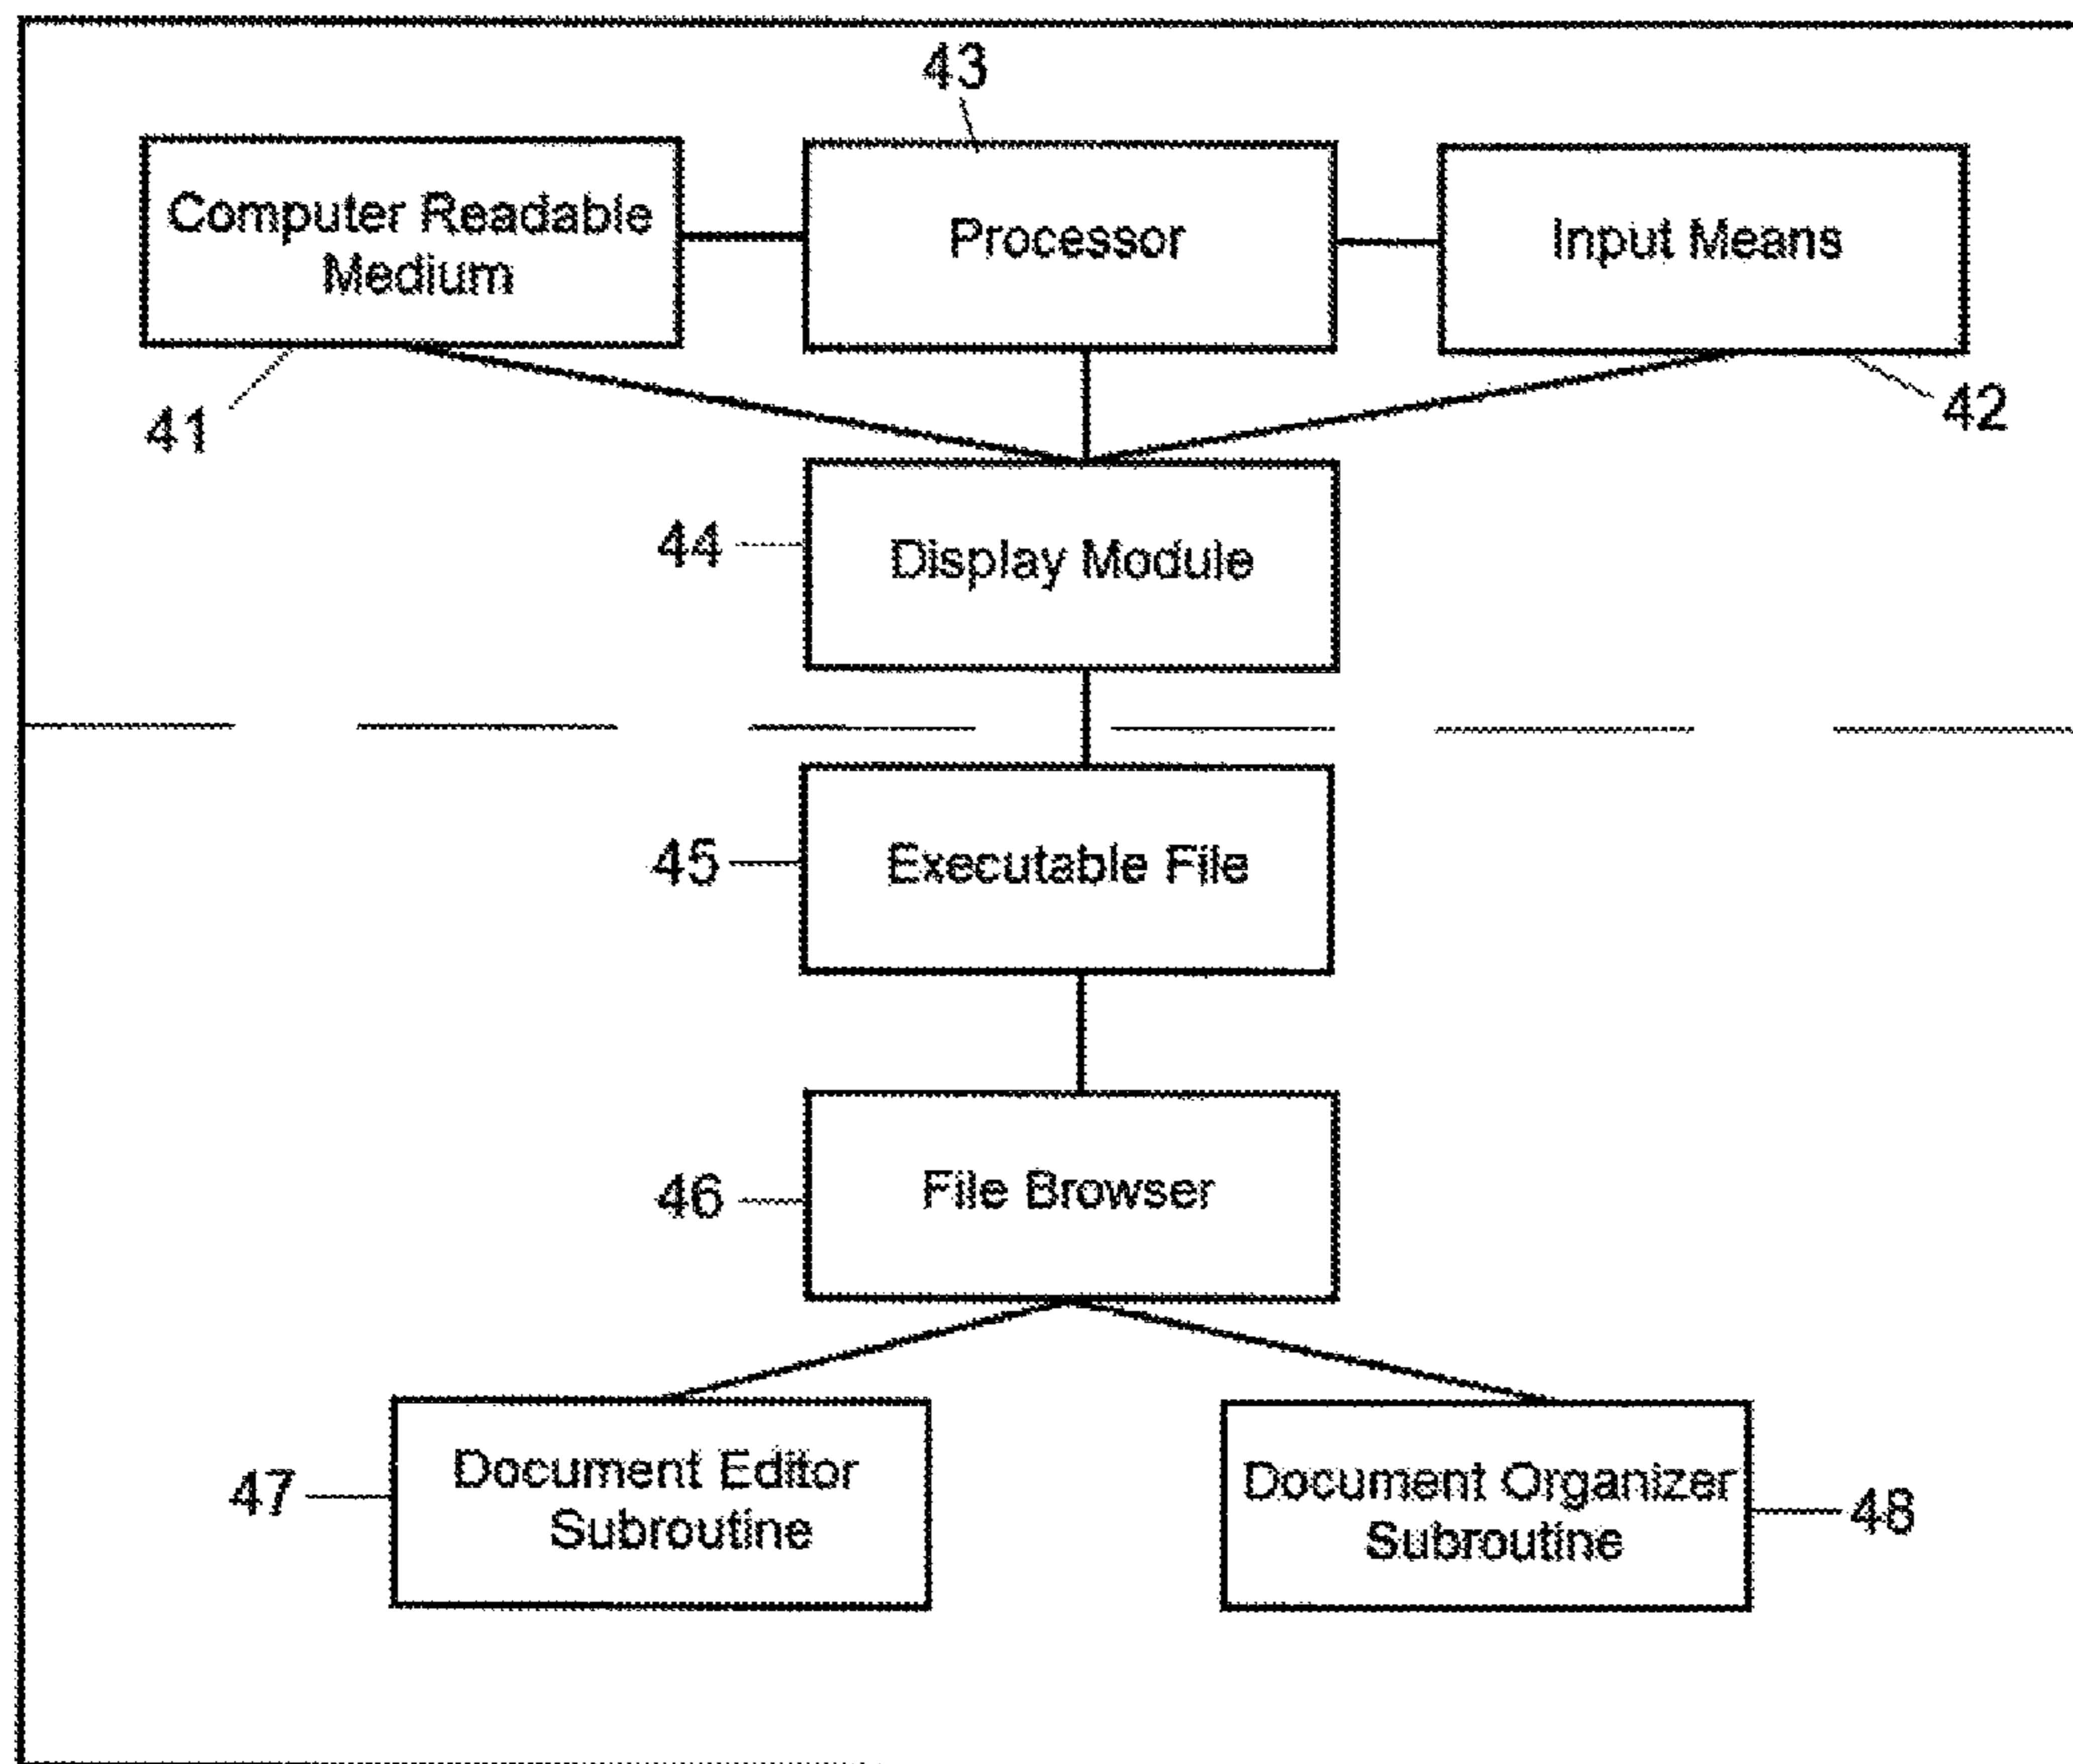 43
Computer Readable
Medium
Processor
Input Means
41
42
44
Display Module
45
Executable File
46
File Browser
47
Document Editor
Subroutine
Document Organizer
Subroutine
48